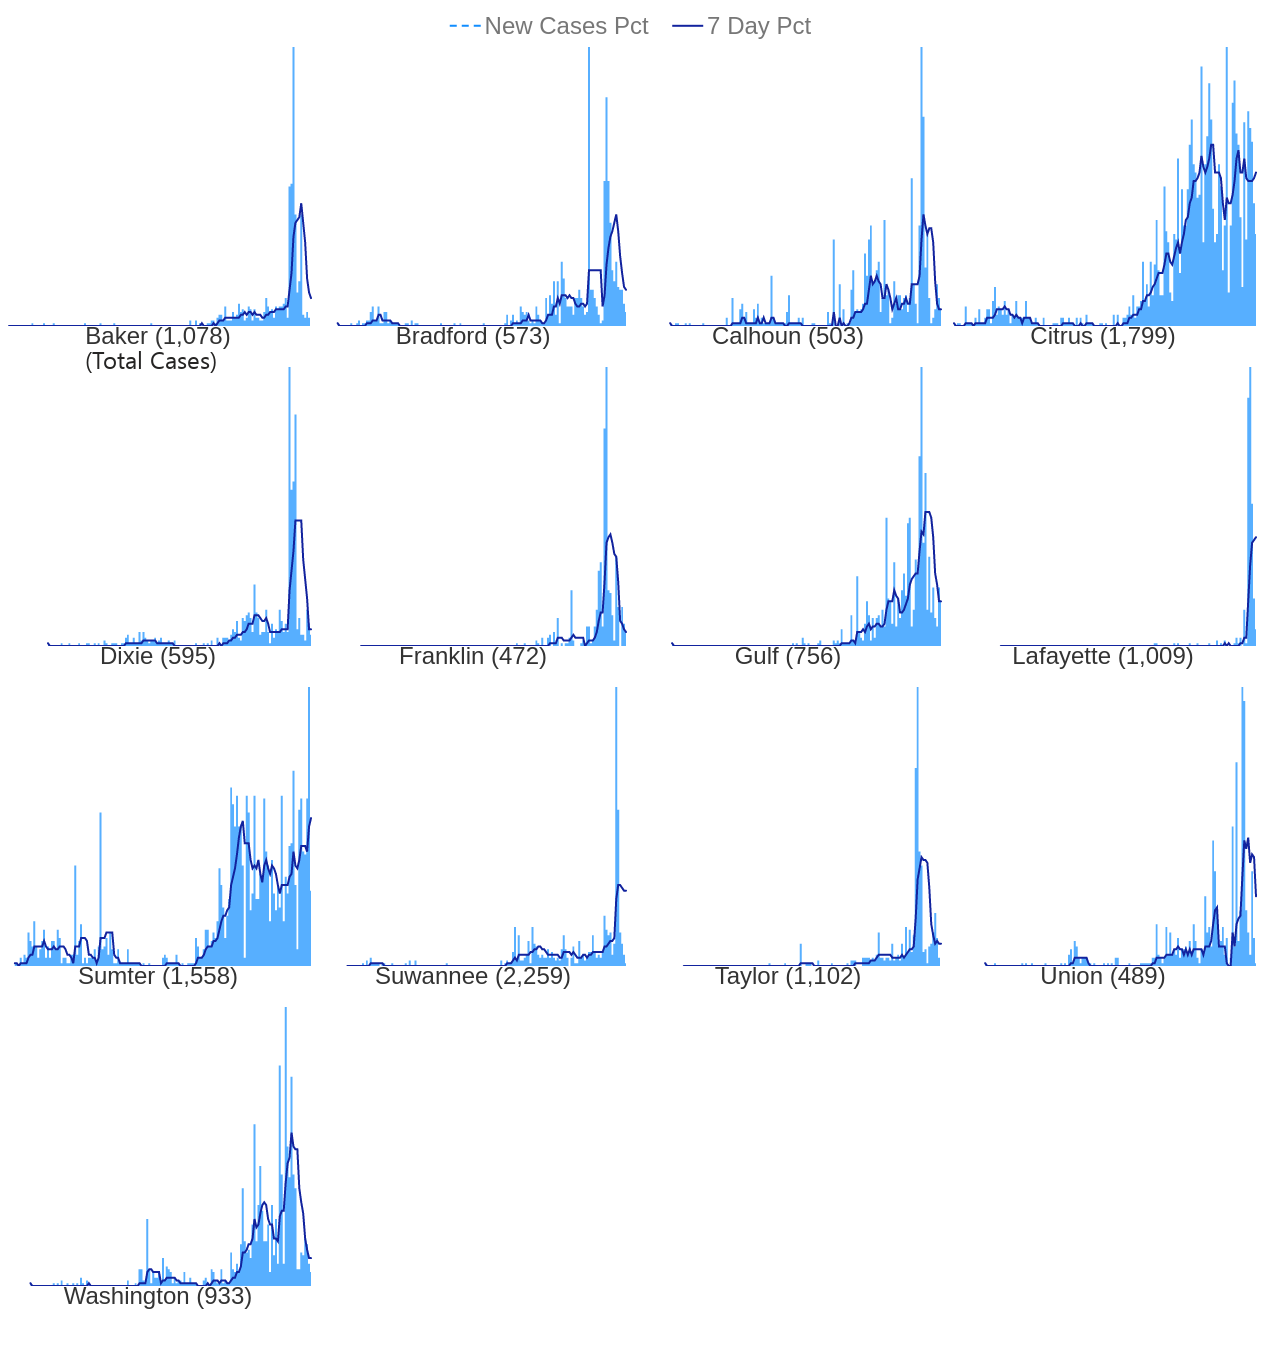 New Cases Pct 7 Day Pct
Baker (1,078) Bradford (573) Calhoun (503) Citrus (1,799)
(Total Cases)
Dixie (595) Franklin (472) Gulf (756) Lafayette (1,009)
Sumter (1,558) Suwannee (2,259) Taylor (1,102) Union (489)
Washington (933)